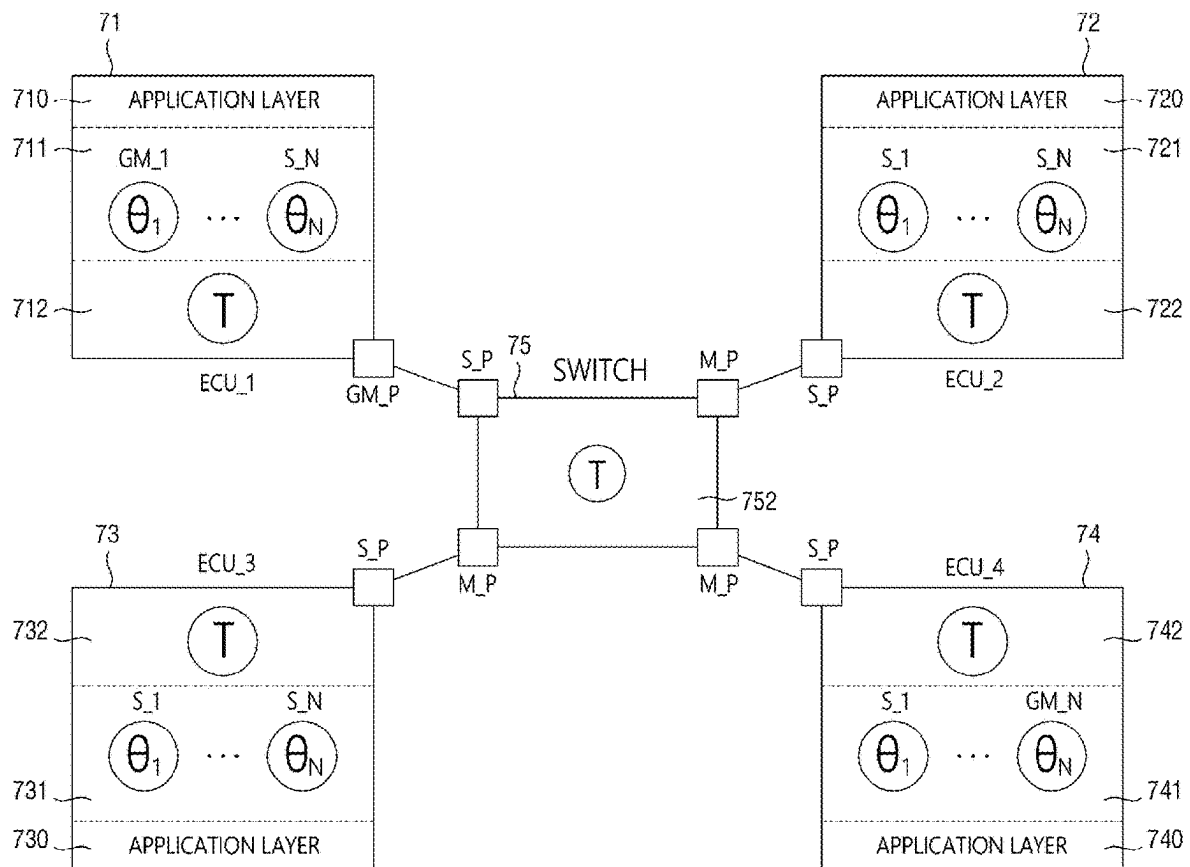 71
72
710
APPLICATION LAYER
APPLICATION LAYER
720
711
GM_1
S_N
S_1
S_N
721
θ1
...
θN
θ1
...
θN
712
T
T
722
ECU_1
GM_P
S_P
75
SWITCH
M_P
S_P
ECU_2
T
752
73
ECU_3
S_P
M_P
M_P
S_P
ECU_4
74
732
T
T
742
S_1
S_N
S_1
GM_N
θ1
...
θN
θ1
...
θN
731
741
730
APPLICATION LAYER
APPLICATION LAYER
740